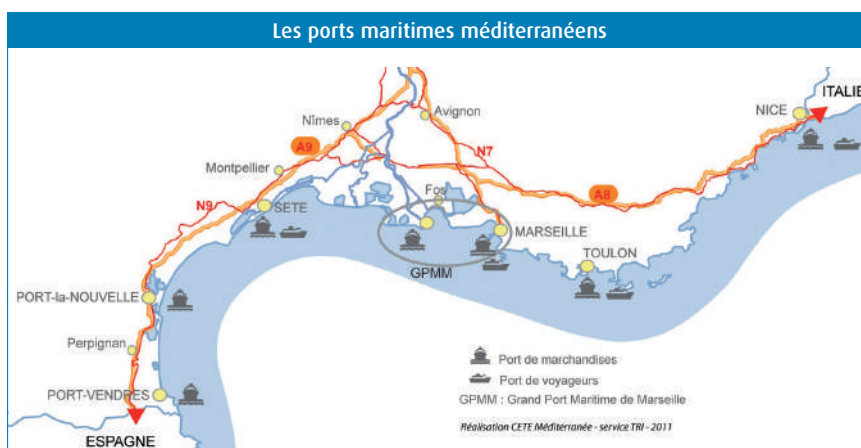 Les ports maritimes méditerranéens
ITALIE
NICE
Avignon
Nîmes
A9
N7
Montpellier
Fos
A8
N9
SETE
MARSEILLE
TOULON
GPMM
PORT-la-NOUVELLE
Perpignan
Port de marchandises
Port de voyageurs
PORT-VENDRES
GPMM : Grand Port Maritime de Marseille
Réalisation CETE Méditerranée - service TRI - 2011
ESPAGNE